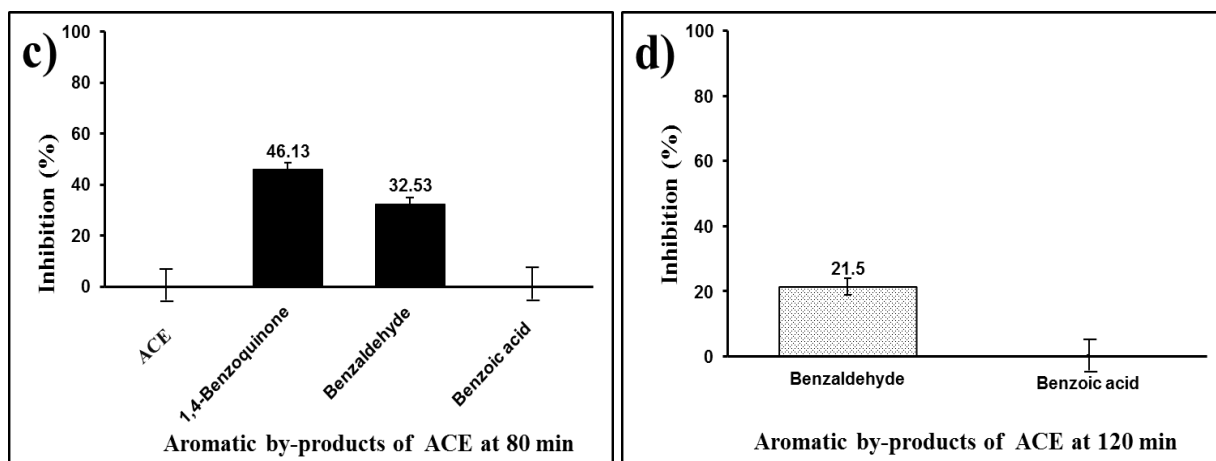 c)
100
80
60
40
20
0
Inhibition (%)
46.13
32.53
ACE
1,4-Benzoquinone
Benzaldehyde
Benzoic acid
Aromatic by-products of ACE at 80 min
d)
100
80
60
40
20
0
Inhibition (%)
21.5
Benzaldehyde
Benzoic acid
Aromatic by-products of ACE at 120 min